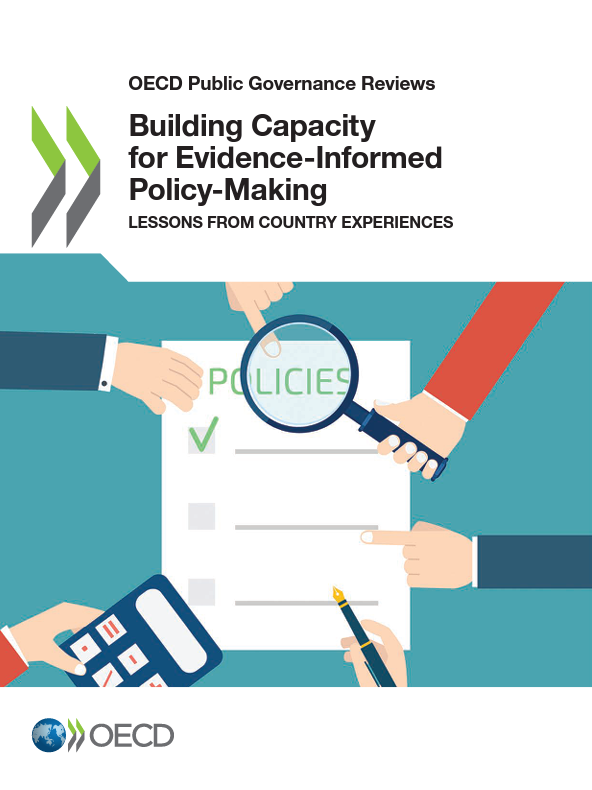 OECD Public Governance Reviews
Building Capacity
for Evidence-Informed
Policy-Making
LESSONS FROM COUNTRY EXPERIENCES
POLICIES
OECD